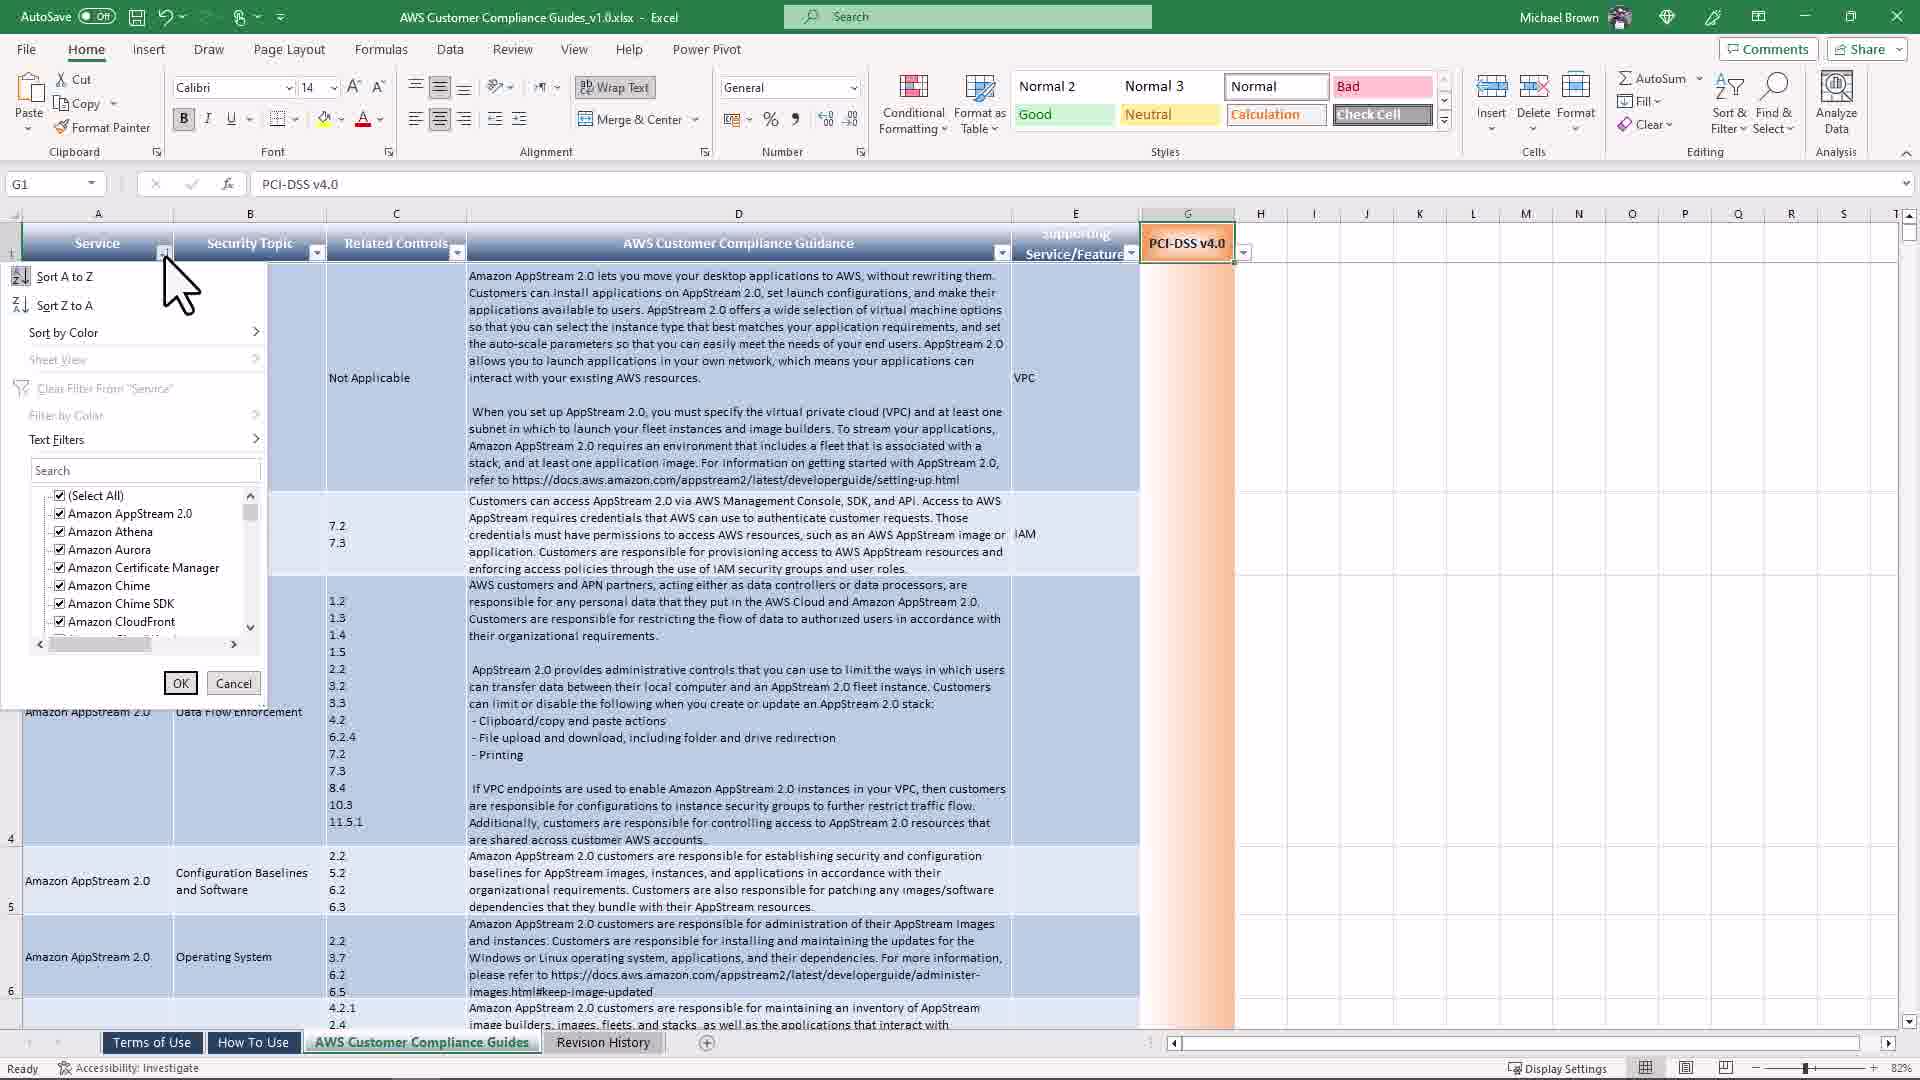 AutoSave Off AWS Customer Compliance Guides_v1.0.xlsx - Excel Search Michael Brown
File Home Insert Draw Page Layout Formulas Data Review View Help Power Pivot Comments Share
Paste Cut Copy Format Painter Clipboard
Calibri 14 A A B I U A Font
Wrap Text Merge & Center Alignment
General % Number
Conditional Formatting Format as Table
Normal 2 Normal 3 Normal Bad
Good Neutral Calculation Check Cell
Styles
Insert Delete Format Cells
AutoSum Fill Clear Sort & Filter Find & Select Editing
Analyze Data Analysis
G1 fx PCI-DSS v4.0
A B C D E G H I J K L M N O P Q R S T
1 Service Security Topic Related Controls AWS Customer Compliance Guidance Supporting Service/Feature PCI-DSS v4.0
Sort A to Z
Sort Z to A
Sort by Color
Sheet View
Clear Filter From "Service"
Filter by Color
Text Filters
Search
(Select All)
Amazon AppStream 2.0
Amazon Athena
Amazon Aurora
Amazon Certificate Manager
Amazon Chime
Amazon Chime SDK
Amazon CloudFront
OK Cancel
Not Applicable
Amazon AppStream 2.0 lets you move your desktop applications to AWS, without rewriting them.
Customers can install applications on AppStream 2.0, set launch configurations, and make their
applications available to users. AppStream 2.0 offers a wide selection of virtual machine options
so that you can select the instance type that best matches your application requirements, and set
the auto-scale parameters so that you can easily meet the needs of your end users. AppStream 2.0
allows you to launch applications in your own network, which means your applications can
interact with your existing AWS resources.
When you set up AppStream 2.0, you must specify the virtual private cloud (VPC) and at least one
subnet in which to launch your fleet instances and image builders. To stream your applications,
Amazon AppStream 2.0 requires an environment that includes a fleet that is associated with a
stack, and at least one application image. For information on getting started with AppStream 2.0,
refer to https://docs.aws.amazon.com/appstream2/latest/developerguide/setting-up.html
VPC
7.2
7.3
Customers can access AppStream 2.0 via AWS Management Console, SDK, and API. Access to AWS
AppStream requires credentials that AWS can use to authenticate customer requests. Those
credentials must have permissions to access AWS resources, such as an AWS AppStream image or
application. Customers are responsible for provisioning access to AWS AppStream resources and
enforcing access policies through the use of IAM security groups and user roles.
IAM
4
Amazon AppStream 2.0
Data Flow Enforcement
1.2
1.3
1.4
1.5
2.2
3.2
3.3
4.2
6.2.4
7.2
7.3
8.4
10.3
11.5.1
AWS customers and APN partners, acting either as data controllers or data processors, are
responsible for any personal data that they put in the AWS Cloud and Amazon AppStream 2.0.
Customers are responsible for restricting the flow of data to authorized users in accordance with
their organizational requirements.
AppStream 2.0 provides administrative controls that you can use to limit the ways in which users
can transfer data between their local computer and an AppStream 2.0 fleet instance. Customers
can limit or disable the following when you create or update an AppStream 2.0 stack:
- Clipboard/copy and paste actions
- File upload and download, including folder and drive redirection
- Printing
If VPC endpoints are used to enable Amazon AppStream 2.0 instances in your VPC, then customers
are responsible for configurations to instance security groups to further restrict traffic flow.
Additionally, customers are responsible for controlling access to AppStream 2.0 resources that
are shared across customer AWS accounts.
5
Amazon AppStream 2.0
Configuration Baselines
and Software
2.2
5.2
6.2
6.3
Amazon AppStream 2.0 customers are responsible for establishing security and configuration
baselines for AppStream images, instances, and applications in accordance with their
organizational requirements. Customers are also responsible for patching any images/software
dependencies that they bundle with their AppStream resources.
6
Amazon AppStream 2.0
Operating System
2.2
3.7
6.2
6.5
Amazon AppStream 2.0 customers are responsible for administration of their AppStream Images
and instances. Customers are responsible for installing and maintaining the updates for the
Windows or Linux operating system, applications, and their dependencies. For more information,
please refer to https://docs.aws.amazon.com/appstream2/latest/developerguide/administer-
images.html#keep-image-updated
4.2.1
2.4
Amazon AppStream 2.0 customers are responsible for maintaining an inventory of AppStream
image builders, images, fleets, and stacks, as well as the applications that interact with
Terms of Use How To Use AWS Customer Compliance Guides Revision History
Ready Accessibility: Investigate Display Settings 82%